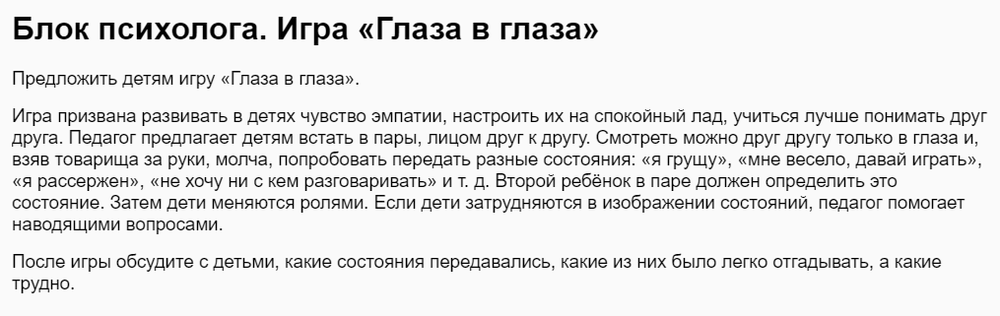 Блок психолога. Игра «Глаза в глаза»
Предложить детям игру «Глаза в глаза».
Игра призвана развивать в детях чувство эмпатии, настроить их на спокойный лад, учиться лучше понимать друг
друга. Педагог предлагает детям встать в пары, лицом друг к другу. Смотреть можно друг другу только в глаза и,
взяв товарища за руки, молча, попробовать передать разные состояния: «я грущу», «мне весело, давай играть»,
«я рассержен», «не хочу ни с кем разговаривать» и т. д. Второй ребёнок в паре должен определить это
состояние. Затем дети меняются ролями. Если дети затрудняются в изображении состояний, педагог помогает
наводящими вопросами.
После игры обсудите с детьми, какие состояния передавались, какие из них было легко отгадывать, а какие
трудно.